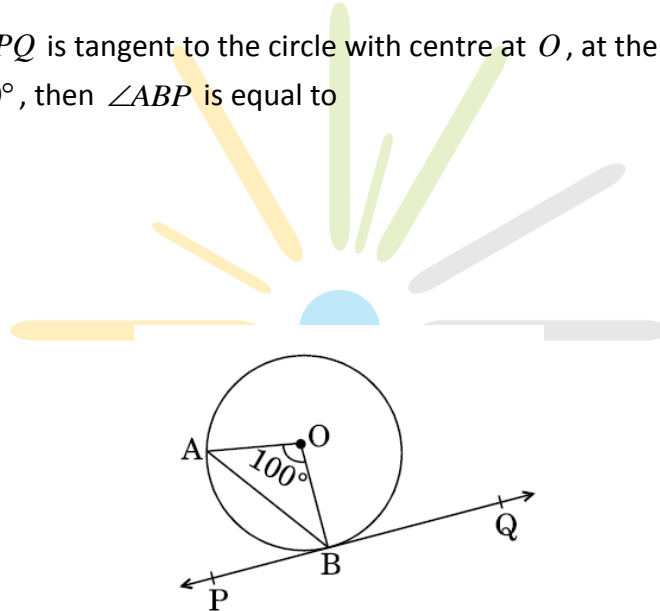 PQ is tangent to the circle with centre at O, at the
°, then ∠ABP is equal to
O
A
100°
Q
B
P